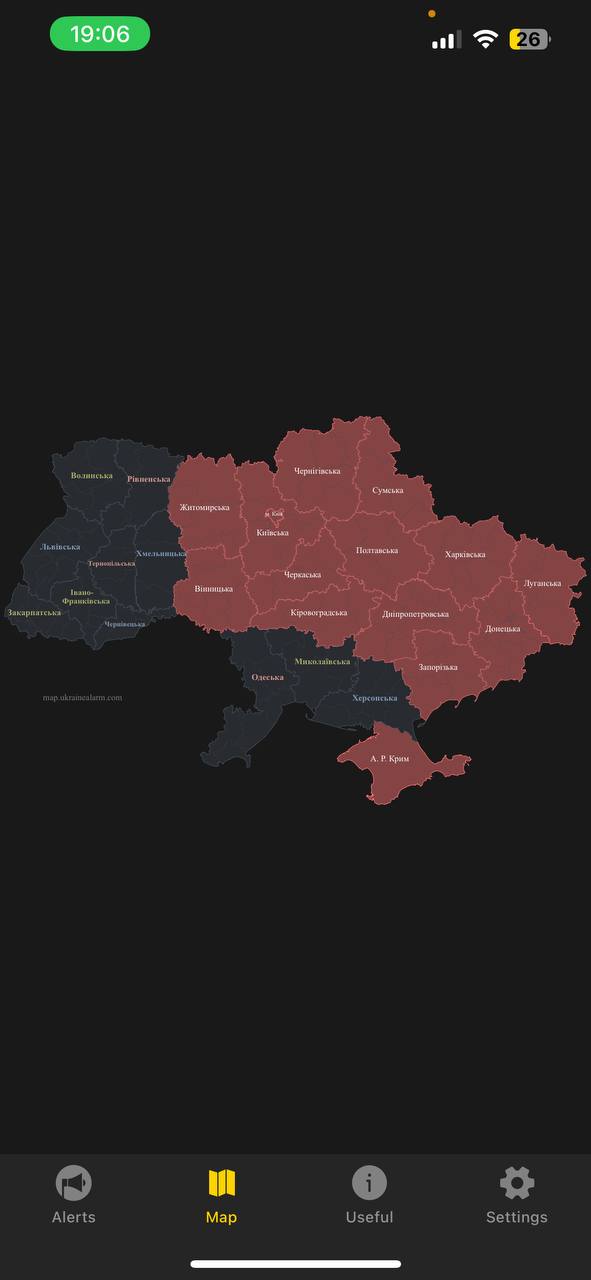 19:06
26
Чернігівська
Волинська
Рівненська
Сумська
Житомирська
м. Київ
Київська
Львівська
Хмельницька
Полтавська
Харківська
Тернопільська
Черкаська
Луганська
Вінницька
Івано-
Франківська
Закарпатська
Кіровоградська
Дніпропетровська
Чернівецька
Донецька
Миколаївська
Запорізька
Одеська
Херсонська
map.ukrainealarm.com
А. Р. Крим
Alerts
Map
Useful
Settings